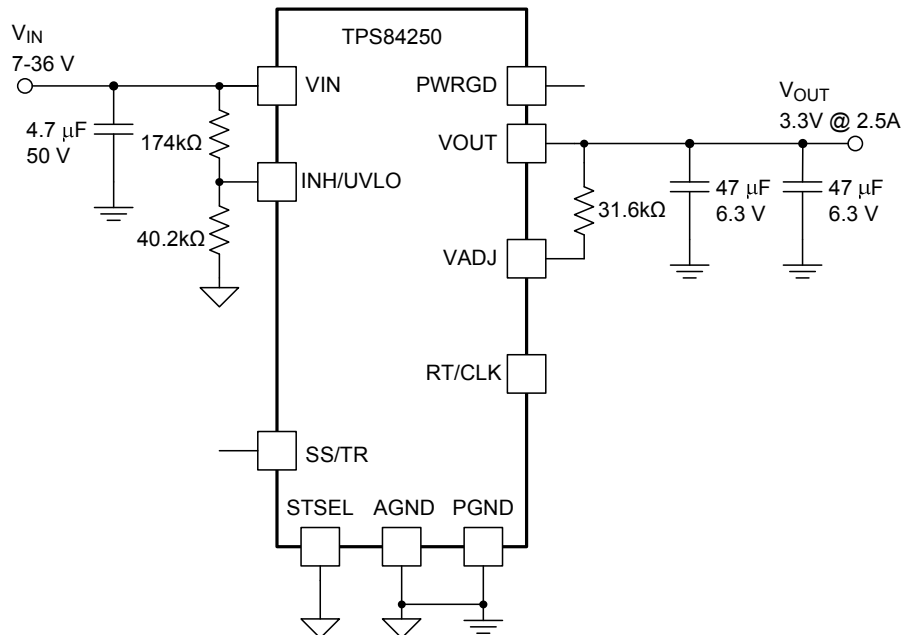 TPS84250
VIN
7-36 V
VIN
PWRGD
VOUT
3.3V @ 2.5A
4.7 μF
50 V
174kΩ
VOUT
INH/UVLO
31.6kΩ
47 μF
6.3 V
47 μF
6.3 V
40.2kΩ
VADJ
RT/CLK
SS/TR
STSEL
AGND
PGND